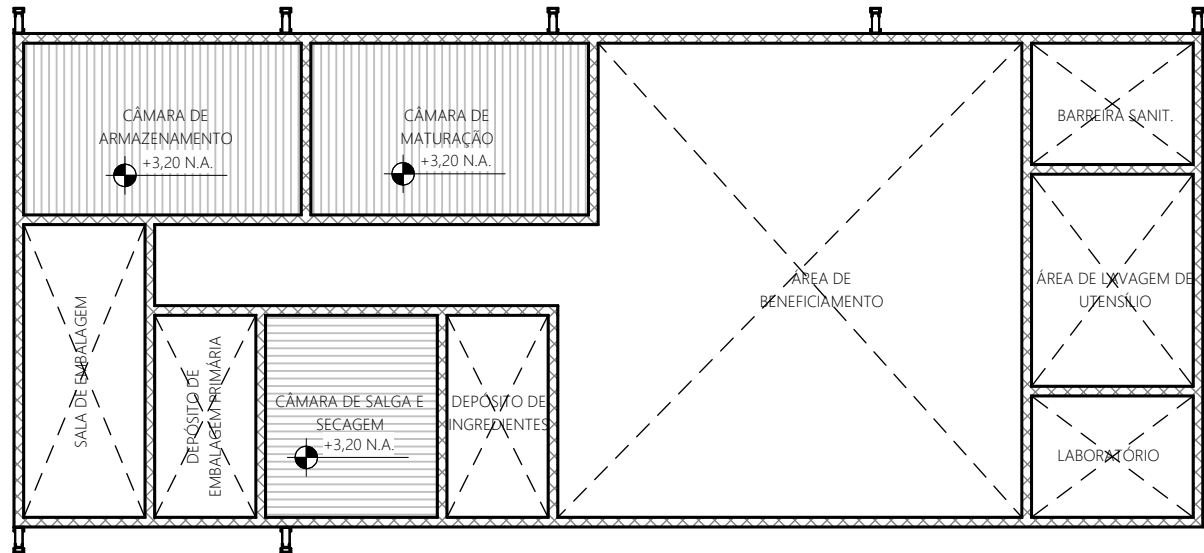 CÂMARA DE
ARMAZENAMENTO
+3,20 N.A.
CÂMARA DE
MATURAÇÃO
+3,20 N.A.
BARREIRA SANIT.
ÁREA DE
BENEFICIAMENTO
ÁREA DE LAVAGEM DE
UTENSÍLIO
SALA DE EMBALAGEM
DEPÓSITO DE
EMBALAGEM PRIMÁRIA
CÂMARA DE SALGA E
SECAGEM
+3,20 N.A.
DEPÓSITO DE
INGREDIENTES
LABORATÓRIO